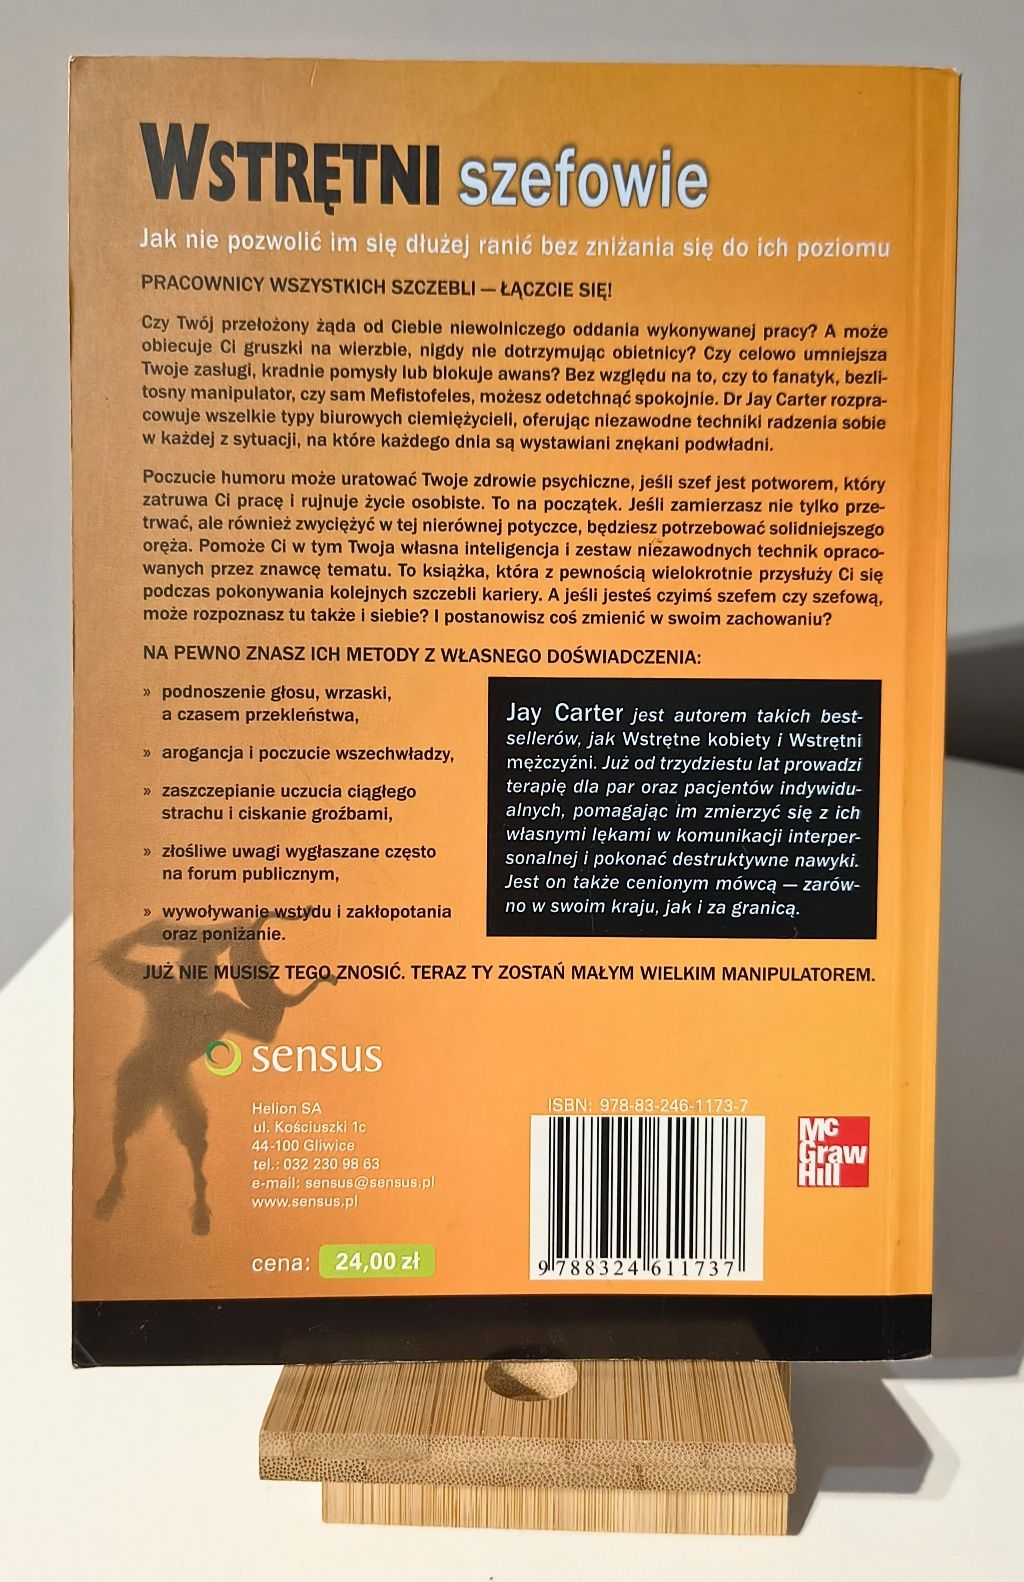 WSTRĘTNI szefowie
Jak nie pozwolić im się dłużej ranić bez zniżania się do ich poziomu
PRACOWNICY WSZYSTKICH SZCZEBLI — ŁĄCZCIE SIĘ!
Czy Twój przełożony żąda od Ciebie niewolniczego oddania wykonywanej pracy? A może
obiecuje Ci gruszki na wierzbie, nigdy nie dotrzymując obietnicy? Czy celowo umniejsza
Twoje zasługi, kradnie pomysły lub blokuje awans? Bez względu na to, czy to fanatyk, bezli-
tosny manipulator, czy sam Mefistofeles, możesz odetchnąć spokojnie. Dr Jay Carter rozpra-
cowuje wszelkie typy biurowych ciemiężycieli, oferując niezawodne techniki radzenia sobie
w każdej z sytuacji, na które każdego dnia są wystawiani znękani podwładni.
Poczucie humoru może uratować Twoje zdrowie psychiczne, jeśli szef jest potworem, który
zatruwa Ci pracę i rujnuje życie osobiste. To na początek. Jeśli zamierzasz nie tylko prze-
trwać, ale również zwyciężyć w tej nierównej potyczce, będziesz potrzebować solidniejszego
oręża. Pomoże Ci w tym Twoja własna inteligencja i zestaw niezawodnych technik opraco-
wanych przez znawcę tematu. To książka, która z pewnością wielokrotnie przysłuży Ci się
podczas pokonywania kolejnych szczebli kariery. A jeśli jesteś czyimś szefem czy szefową,
może rozpoznasz tu także i siebie? I postanowisz coś zmienić w swoim zachowaniu?
NA PEWNO ZNASZ ICH METODY Z WŁASNEGO DOŚWIADCZENIA:
» podnoszenie głosu, wrzaski,
a czasem przekleństwa,
» arogancja i poczucie wszechwładzy,
» zaszczepianie uczucia ciągłego
strachu i ciskanie groźbami,
» złośliwe uwagi wygłaszane często
na forum publicznym,
» wywoływanie wstydu i zakłopotania
oraz poniżanie.
Jay Carter jest autorem takich best-
sellerów, jak Wstrętne kobiety i Wstrętni
mężczyźni. Już od trzydziestu lat prowadzi
terapię dla par oraz pacjentów indywidu-
alnych, pomagając im zmierzyć się z ich
własnymi lękami w komunikacji interper-
sonalnej i pokonać destruktywne nawyki.
Jest on także cenionym mówcą — zarów-
no w swoim kraju, jak i za granicą.
JUŻ NIE MUSISZ TEGO ZNOSIĆ. TERAZ TY ZOSTAŃ MAŁYM WIELKIM MANIPULATOREM.
sensus
Helion SA
ul. Kościuszki 1c
44-100 Gliwice
tel.: 032 230 98 63
e-mail: sensus@sensus.pl
www.sensus.pl
cena: 24,00 zł
ISBN: 978-83-246-1173-7
9 788324 611737
Mc
Graw
Hill